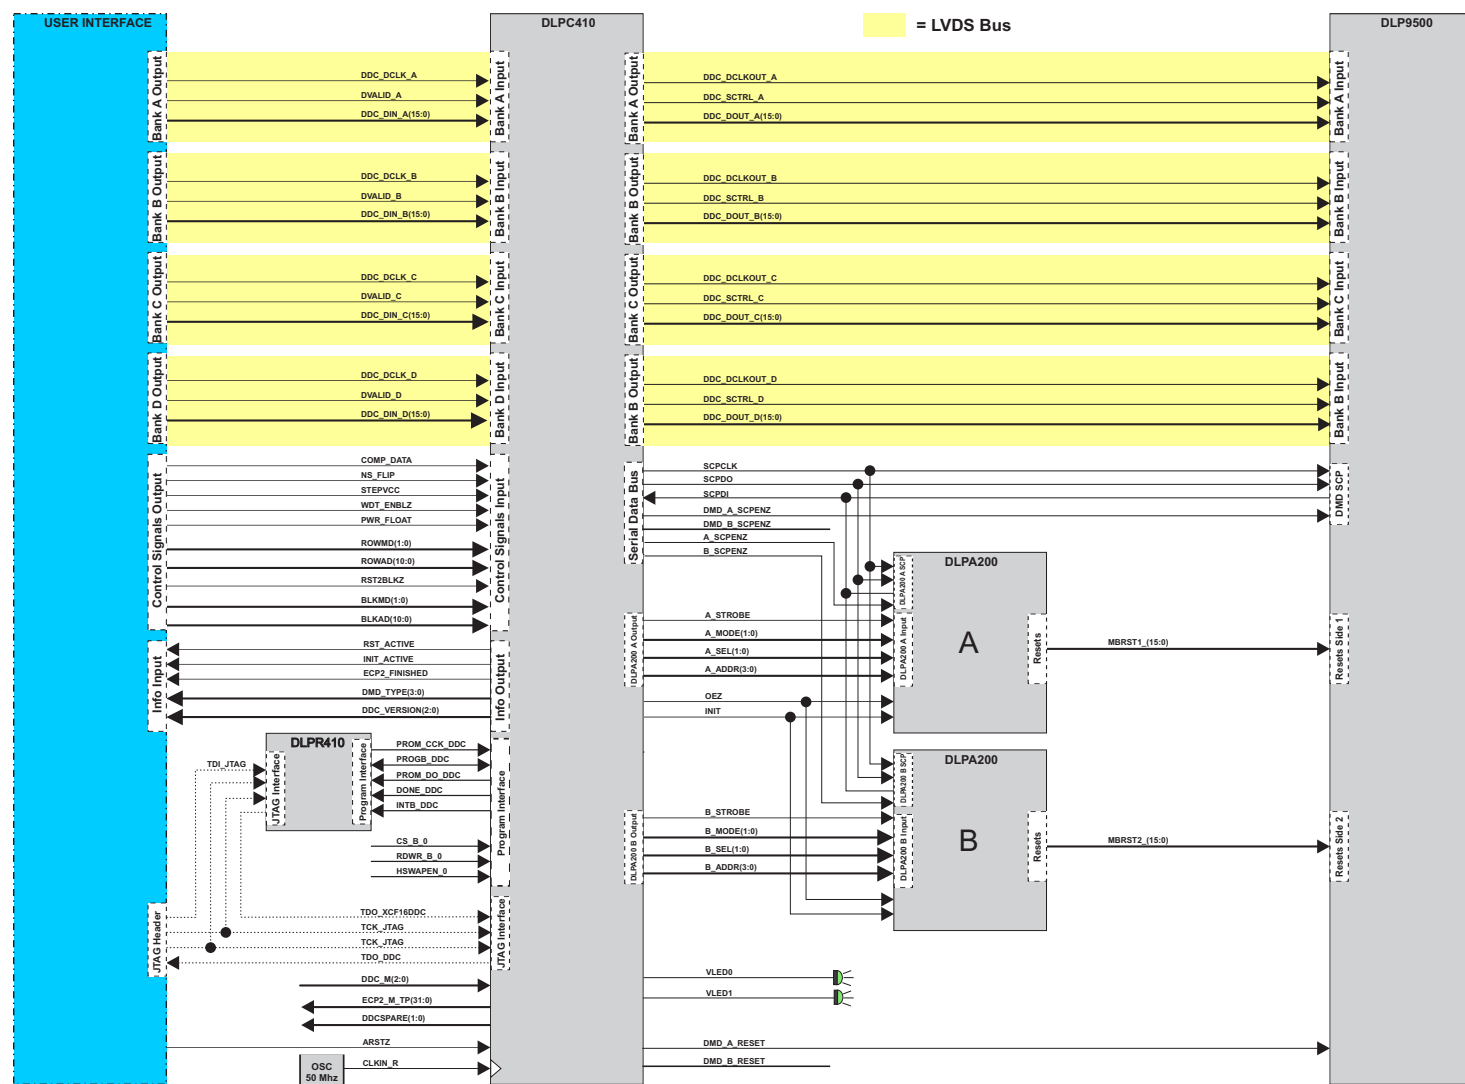 USER INTERFACE
DLPC410
= LVDS Bus
DLP9500
Bank A Output
DDC_DCLK_A
DVALID_A
DDC_DIN_A(15:0)
Bank A Input
Bank A Output
DDC_DCLKOUT_A
DDC_SCTRL_A
DDC_DOUT_A(15:0)
Bank A Input
Bank B Output
DDC_DCLK_B
DVALID_B
DDC_DIN_B(15:0)
Bank B Input
Bank B Output
DDC_DCLKOUT_B
DDC_SCTRL_B
DDC_DOUT_B(15:0)
Bank B Input
Bank C Output
DDC_DCLK_C
DVALID_C
DDC_DIN_C(15:0)
Bank C Input
Bank C Output
DDC_DCLKOUT_C
DDC_SCTRL_C
DDC_DOUT_C(15:0)
Bank C Input
Bank D Output
DDC_DCLK_D
DVALID_D
DDC_DIN_D(15:0)
Bank D Input
Bank B Output
DDC_DCLKOUT_D
DDC_SCTRL_D
DDC_DOUT_D(15:0)
Bank B Input
Control Signals Output
COMP_DATA
NS_FLIP
STEPVCC
WDT_ENBLZ
PWR_FLOAT
ROWMD(1:0)
ROWAD(10:0)
RST2BLKZ
BLKMD(1:0)
BLKAD(10:0)
Control Signals Input
Serial Data Bus
SCPCLK
SCPDO
SCPDI
DMD_A_SCPENZ
DMD_B_SCPENZ
A_SCPENZ
B_SCPENZ
DMD SCP
DLPA200
DLPA200 A SCP
DLPA200 A Output
A_STROBE
A_MODE(1:0)
A_SEL(1:0)
A_ADDR(3:0)
DLPA200 A Input
A
Resets
MBRST1_(15:0)
Resets Side 1
OEZ
INIT
Info Input
RST_ACTIVE
INIT_ACTIVE
ECP2_FINISHED
DMD_TYPE(3:0)
DDC_VERSION(2:0)
Info Output
DLPR410
TDI_JTAG
JTAG Interface
Program Interface
PROM_CCK_DDC
PROGB_DDC
PROM_DO_DDC
DONE_DDC
INTB_DDC
CS_B_0
RDWR_B_0
HSWAPEN_0
Program Interface
DLPA200
DLPA200 B SCP
DLPA200 B Output
B_STROBE
B_MODE(1:0)
B_SEL(1:0)
B_ADDR(3:0)
DLPA200 B Input
B
Resets
MBRST2_(15:0)
Resets Side 2
JTAG Header
TDO_XCF16DDC
TCK_JTAG
TCK_JTAG
TDO_DDC
JTAG Interface
DDC_M(2:0)
ECP2_M_TP(31:0)
DDCSPARE(1:0)
VLED0
VLED1
ARSTZ
OSC
50 Mhz
CLKIN_R
DMD_A_RESET
DMD_B_RESET